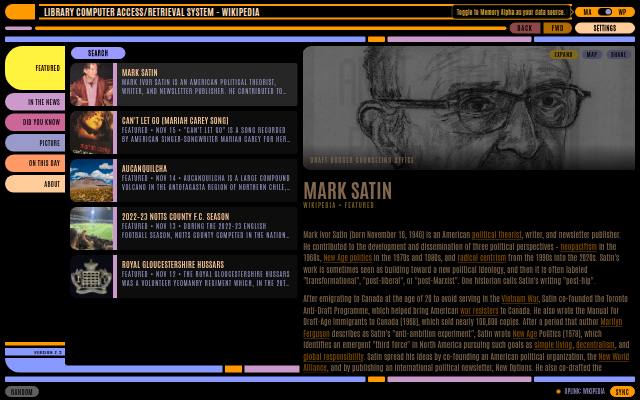 LIBRARY COMPUTER ACCESS/RETRIEVAL SYSTEM - WIKIPEDIA
Toggle to Memory Alpha as your data source.
MA
WP
BACK
FWD
SETTINGS
FEATURED
IN THE NEWS
DID YOU KNOW
PICTURE
ON THIS DAY
ABOUT
VERSION 2.3
SEARCH
MARK SATIN
MARK IVOR SATIN IS AN AMERICAN POLITICAL THEORIST,
WRITER, AND NEWSLETTER PUBLISHER. HE CONTRIBUTED TO…
CAN'T LET GO (MARIAH CAREY SONG)
FEATURED • NOV 15 • "CAN'T LET GO" IS A SONG RECORDED
BY AMERICAN SINGER-SONGWRITER MARIAH CAREY FOR HER…
AUCANQUILCHA
FEATURED • NOV 14 • AUCANQUILCHA IS A LARGE COMPOUND
VOLCANO IN THE ANTOFAGASTA REGION OF NORTHERN CHILE,…
2022-23 NOTTS COUNTY F.C. SEASON
FEATURED • NOV 13 • DURING THE 2022-23 ENGLISH
FOOTBALL SEASON, NOTTS COUNTY COMPETED IN THE NATION…
ROYAL GLOUCESTERSHIRE HUSSARS
FEATURED • NOV 12 • THE ROYAL GLOUCESTERSHIRE HUSSARS
WAS A VOLUNTEER YEOMANRY REGIMENT WHICH, IN THE 20T…
EXPAND
MAP
SHARE
DRAFT DODGER COUNSELING OFFICE
MARK SATIN
WIKIPEDIA • FEATURED
Mark Ivor Satin (born November 16, 1946) is an American political theorist, writer, and newsletter publisher.
He contributed to the development and dissemination of three political perspectives – neopacifism in the
1960s, New Age politics in the 1970s and 1980s, and radical centrism from the 1990s into the 2020s. Satin's
work is sometimes seen as building toward a new political ideology, and then it is often labeled
"transformational", "post-liberal", or "post-Marxist". One historian calls Satin's writing "post-hip".
After emigrating to Canada at the age of 20 to avoid serving in the Vietnam War, Satin co-founded the Toronto
Anti-Draft Programme, which helped bring American war resisters to Canada. He also wrote the Manual for
Draft-Age Immigrants to Canada (1968), which sold nearly 100,000 copies. After a period that author Marilyn
Ferguson describes as Satin's "anti-ambition experiment", Satin wrote New Age Politics (1978), which
identifies an emergent "third force" in North America pursuing such goals as simple living, decentralism, and
global responsibility. Satin spread his ideas by co-founding an American political organization, the New World
Alliance, and by publishing an international political newsletter, New Options. He also co-drafted the
RANDOM
UPLINK: WIKIPEDIA
SYNC